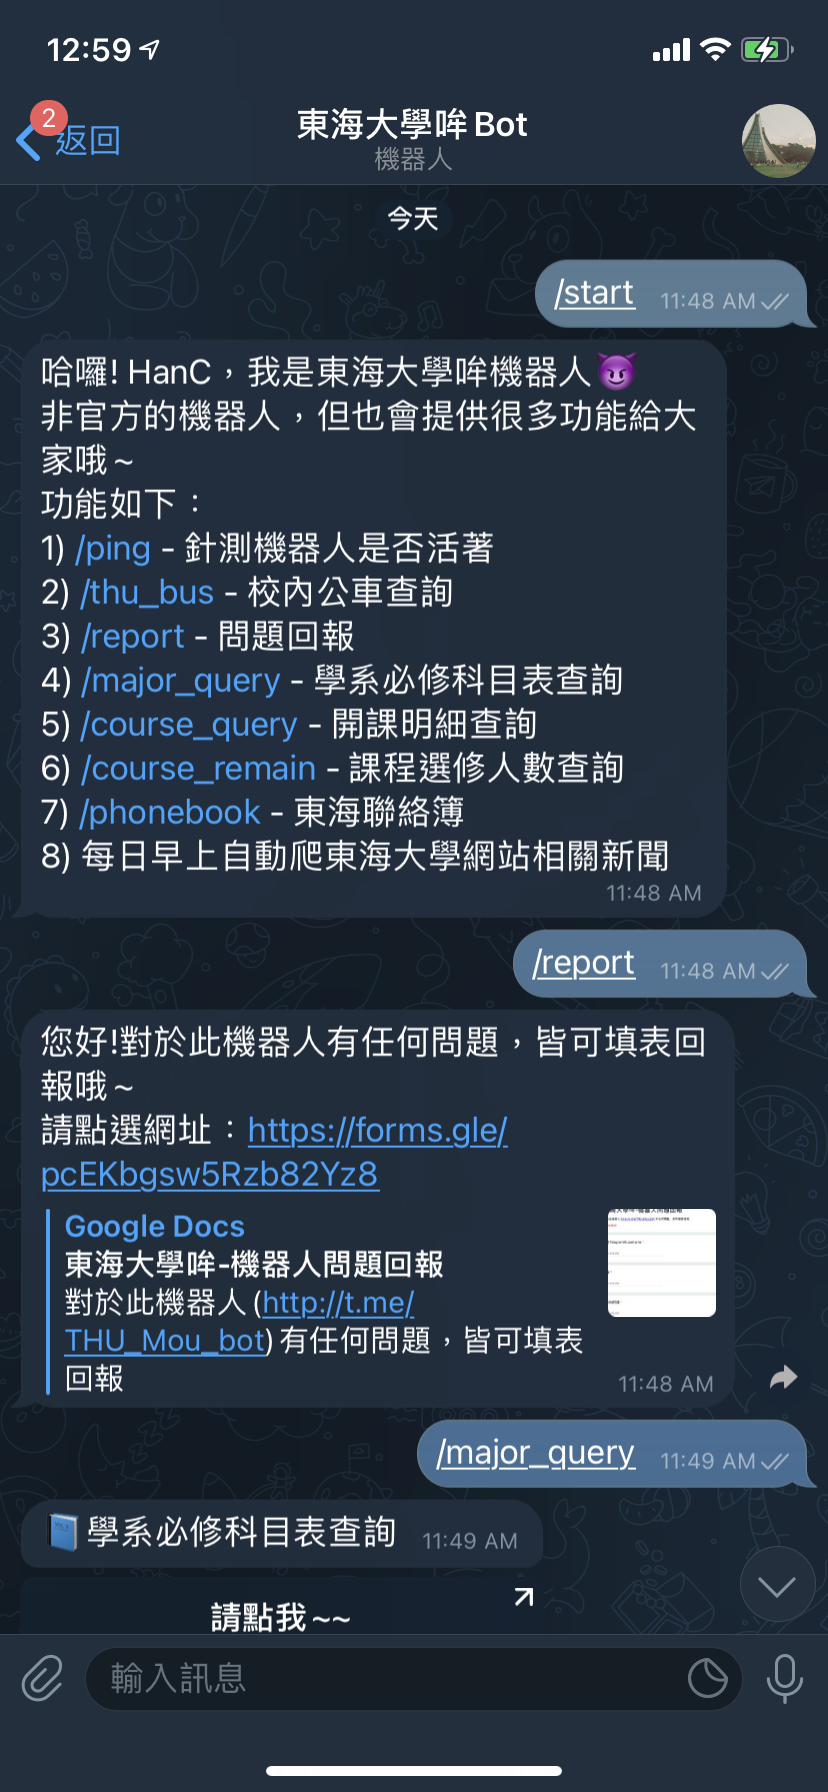 12:59
2
返回
東海大學哞Bot
機器人
今天
/start 11:48 AM
哈囉! HanC，我是東海大學哞機器人😈
非官方的機器人，但也會提供很多功能給大
家哦~
功能如下：
1) /ping - 針測機器人是否活著
2) /thu_bus - 校內公車查詢
3) /report - 問題回報
4) /major_query - 學系必修科目表查詢
5) /course_query - 開課明細查詢
6) /course_remain - 課程選修人數查詢
7) /phonebook - 東海聯絡簿
8) 每日早上自動爬東海大學網站相關新聞
11:48 AM
/report 11:48 AM
您好!對於此機器人有任何問題，皆可填表回
報哦~
請點選網址：https://forms.gle/
pcEKbgsw5Rzb82Yz8
Google Docs
東海大學哞-機器人問題回報
對於此機器人(http://t.me/
THU_Mou_bot)有任何問題，皆可填表
回報
11:48 AM
/major_query 11:49 AM
📘學系必修科目表查詢 11:49 AM
請點我~~
輸入訊息